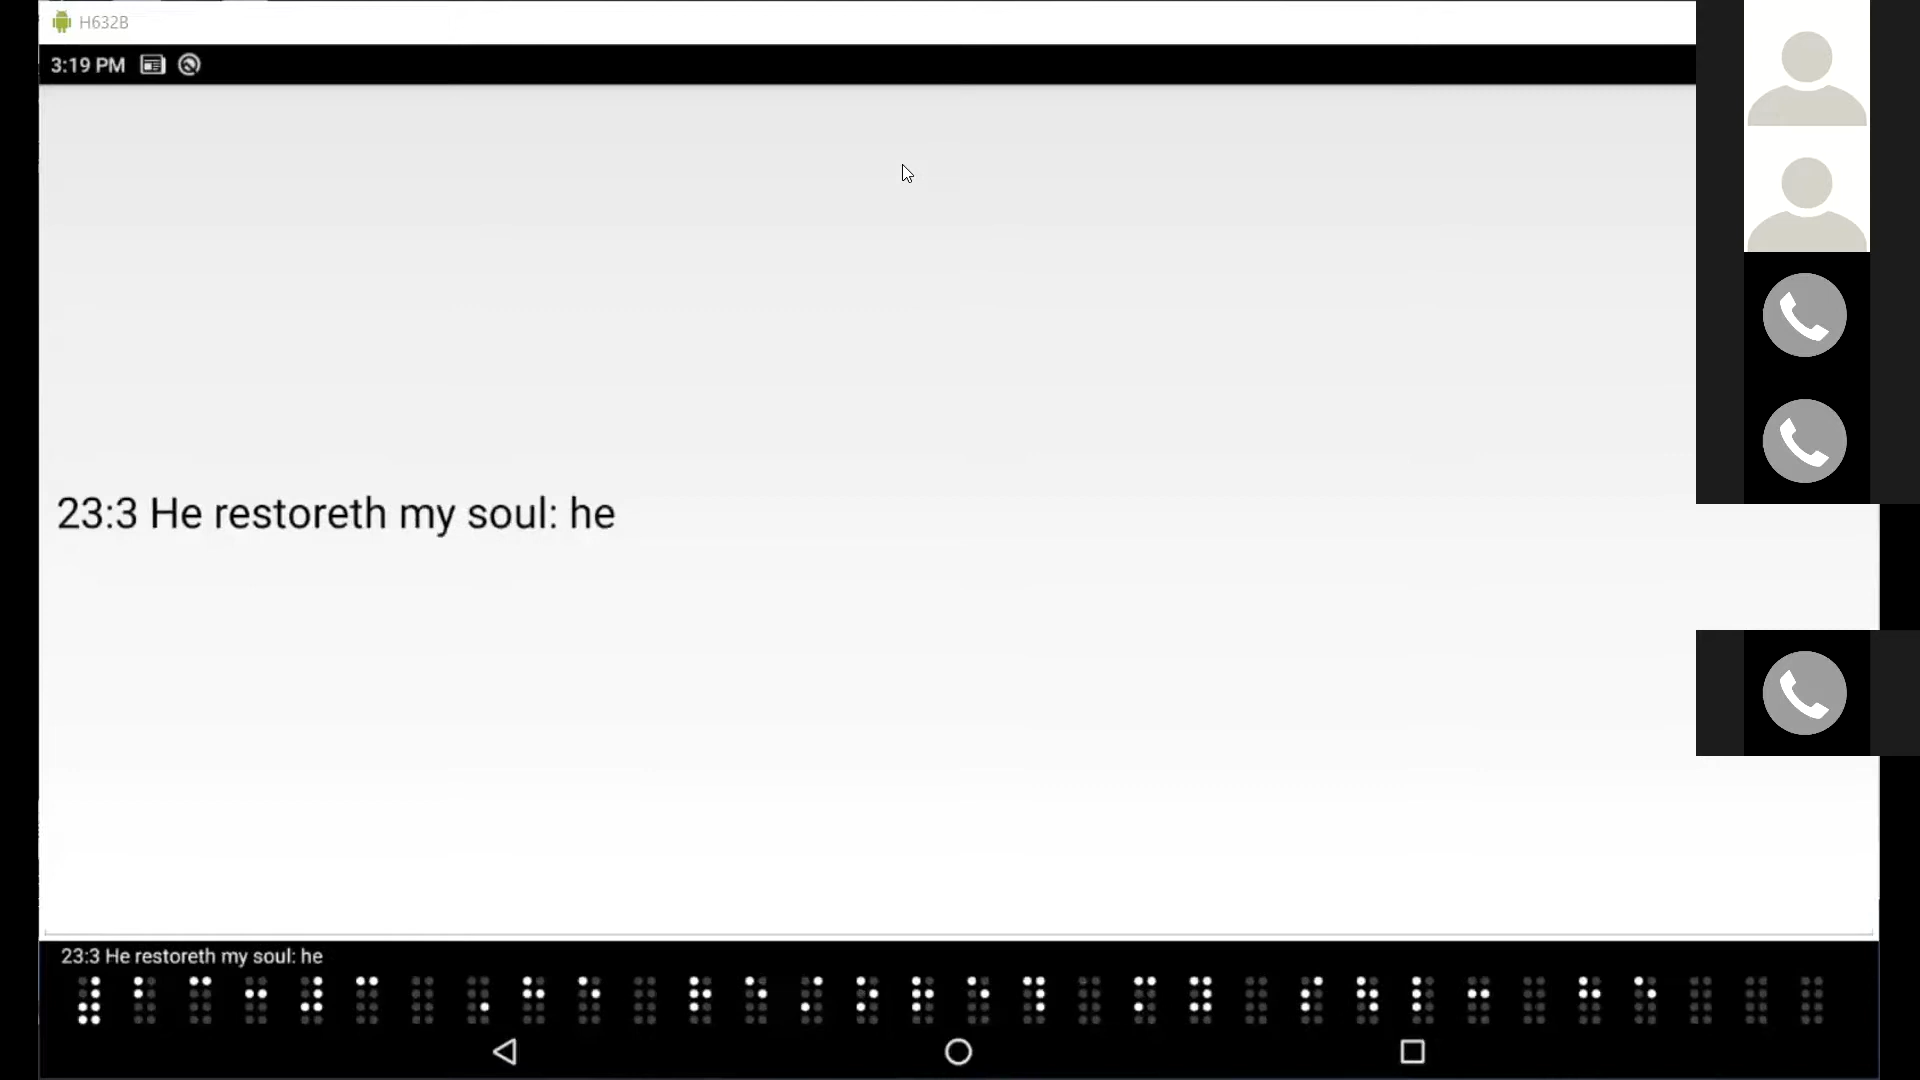 H632B
3:19 PM
23:3 He restoreth my soul: he
23:3 He restoreth my soul: he